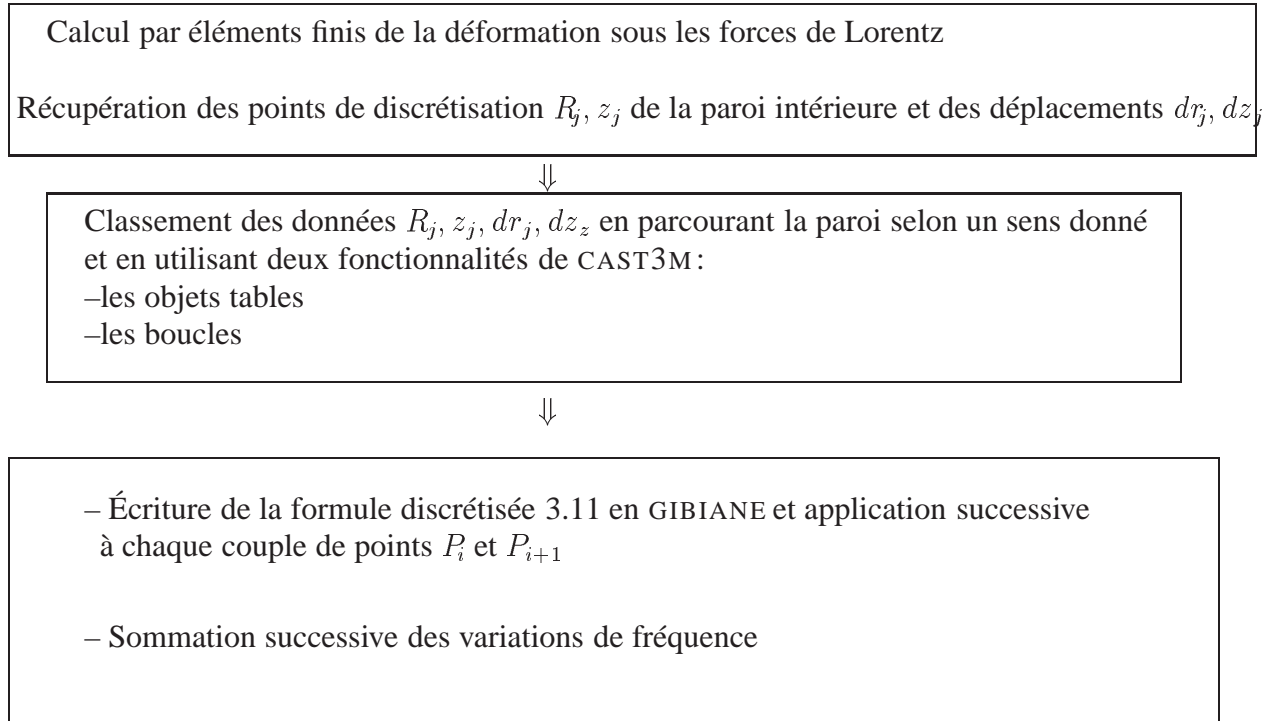 Calcul par éléments finis de la déformation sous les forces de Lorentz
Récupération des points de discrétisation R_j, z_j de la paroi intérieure et des déplacements dr_j, dz_j
⇓
Classement des données R_j, z_j, dr_j, dz_z en parcourant la paroi selon un sens donné
et en utilisant deux fonctionnalités de CAST3M :
–les objets tables
–les boucles
⇓
– Écriture de la formule discrétisée 3.11 en GIBIANE et application successive
à chaque couple de points P_i et P_{i+1}
– Sommation successive des variations de fréquence